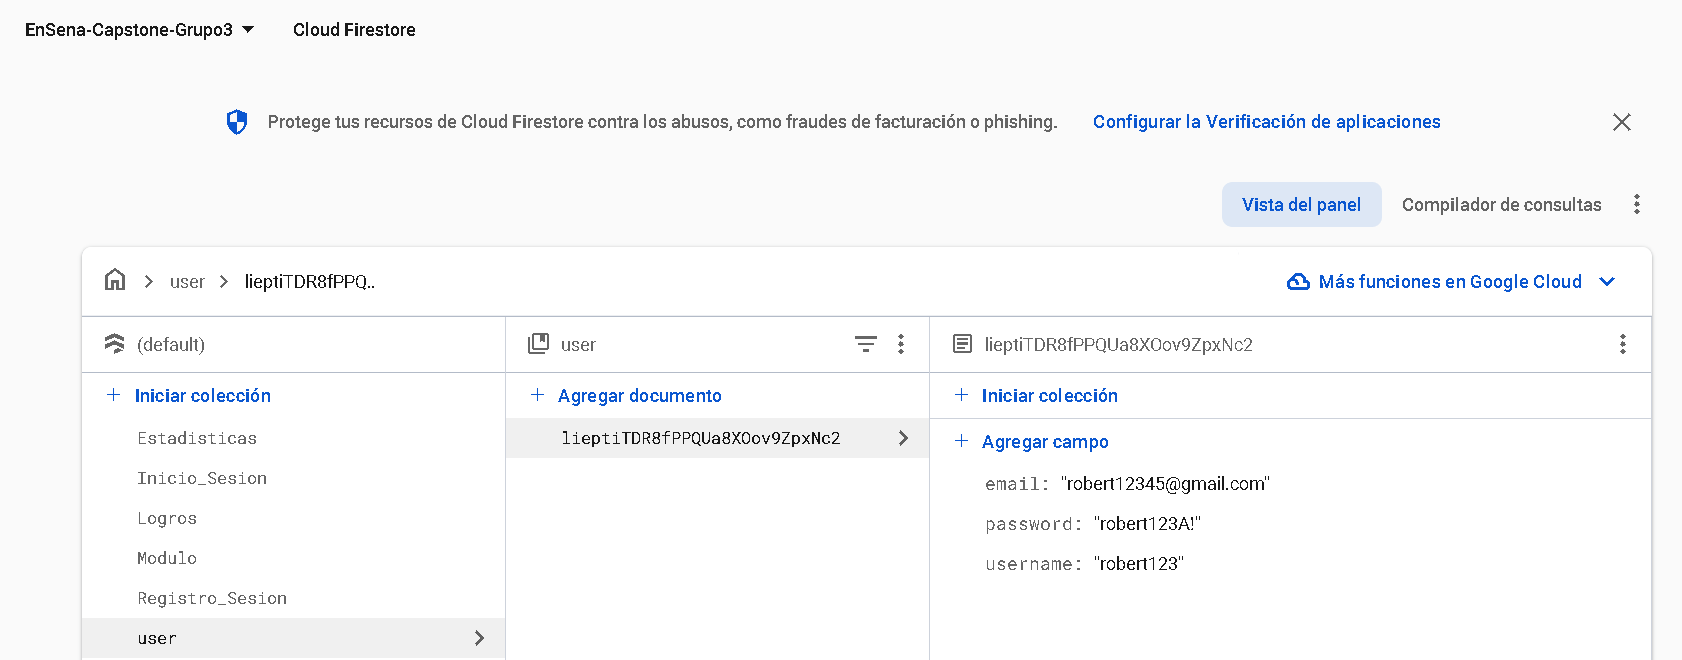 EnSena-Capstone-Grupo3 Cloud Firestore
Protege tus recursos de Cloud Firestore contra los abusos, como fraudes de facturación o phishing. Configurar la Verificación de aplicaciones
Vista del panel Compilador de consultas
user lieptiTDR8fPPQ.. Más funciones en Google Cloud
(default) user lieptiTDR8fPPQUa8XOov9ZpxNc2
Iniciar colección Agregar documento Iniciar colección
Estadisticas lieptiTDR8fPPQUa8XOov9ZpxNc2 Agregar campo
Inicio_Sesion email: "robert12345@gmail.com"
Logros password: "robert123A!"
Modulo username: "robert123"
Registro_Sesion
user